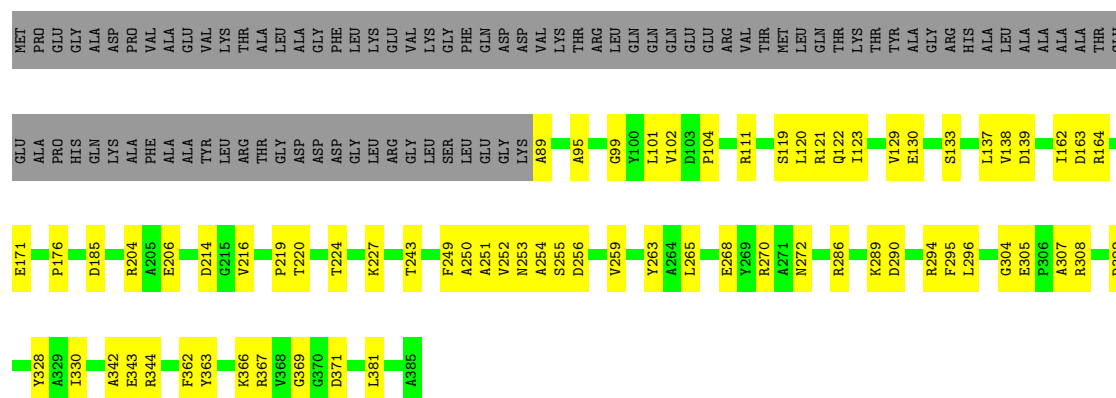 MET PRO GLU GLY ALA ASP PRO VAL ALA GLU VAL LYS THR ALA LEU ALA GLY PHE LEU LYS GLU VAL LYS GLY PHE GLN ASP ASP VAL LYS THR ARG LEU GLN GLN GLN GLU GLU ARG VAL THR MET LEU GLN THR LYS THR TYR ALA GLY ARG HIS ALA LEU ALA ALA ALA ALA THR
GLU ALA PRO HIS GLN LYS ALA PHE ALA ALA TYR LEU ARG THR GLY ASP ASP ASP GLY LEU ARG GLY LEU SER LEU GLU GLY LYS A89 A95 G99 Y100 L101 V102 D103 P104 R111 S119 L120 R121 Q122 I123 V129 E130 S133 L137 V138 D139 I162 D163 R164
E171 P176 D185 R204 A205 E206 D214 G215 V216 P219 T220 T224 K227 T243 F249 A250 A251 V252 N253 A254 S255 D256 V259 Y263 A264 L265 E268 Y269 R270 A271 N272 R286 K289 D290 R294 F295 L296 G304 E305 P306 A307 R308
Y328 A329 I330 A342 E343 R344 F362 Y363 K366 R367 V368 G369 G370 D371 L381 A385